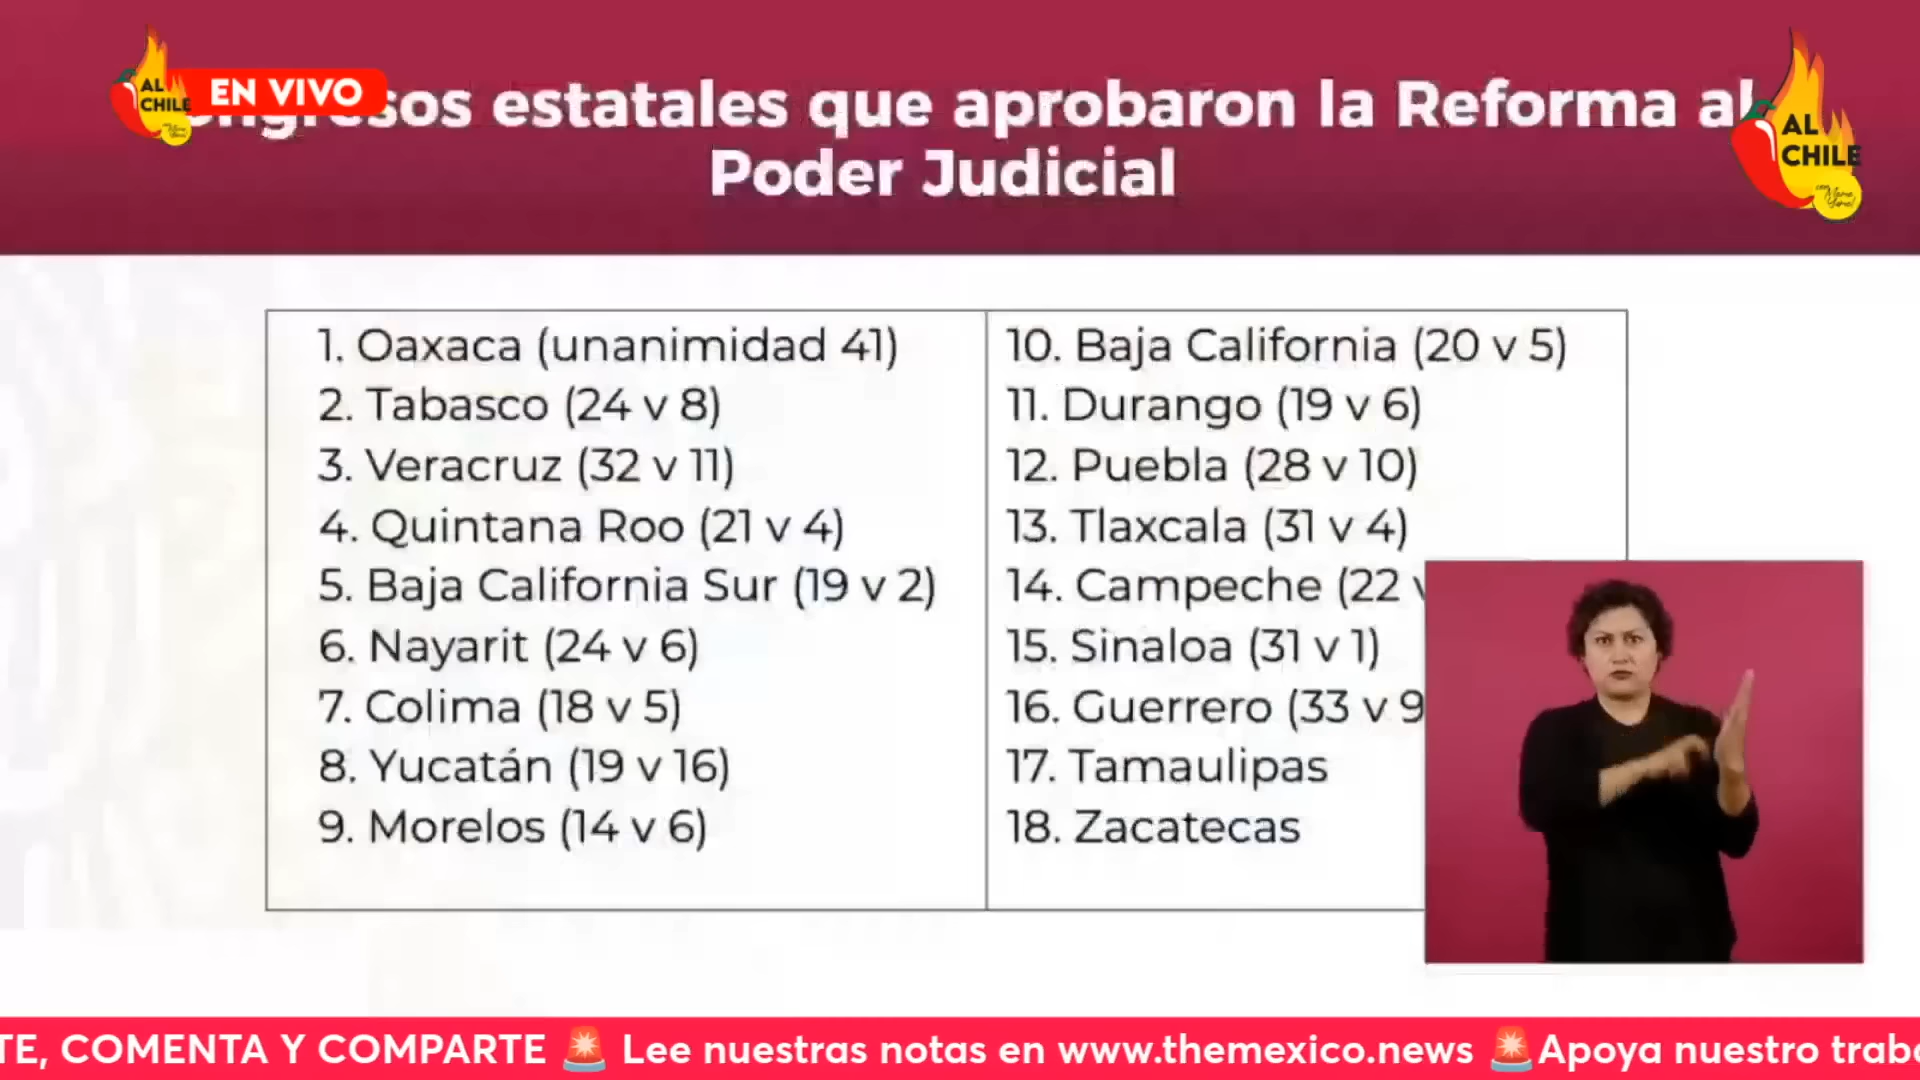 AL CHILE
EN VIVO
sos estatales que aprobaron la Reforma al
Poder Judicial
AL
CHILE
1. Oaxaca (unanimidad 41)
2. Tabasco (24 v 8)
3. Veracruz (32 v 11)
4. Quintana Roo (21 v 4)
5. Baja California Sur (19 v 2)
6. Nayarit (24 v 6)
7. Colima (18 v 5)
8. Yucatán (19 v 16)
9. Morelos (14 v 6)
10. Baja California (20 v 5)
11. Durango (19 v 6)
12. Puebla (28 v 10)
13. Tlaxcala (31 v 4)
14. Campeche (22 v
15. Sinaloa (31 v 1)
16. Guerrero (33 v 9
17. Tamaulipas
18. Zacatecas
TE, COMENTA Y COMPARTE 🚨 Lee nuestras notas en www.themexico.news 🚨Apoya nuestro trab